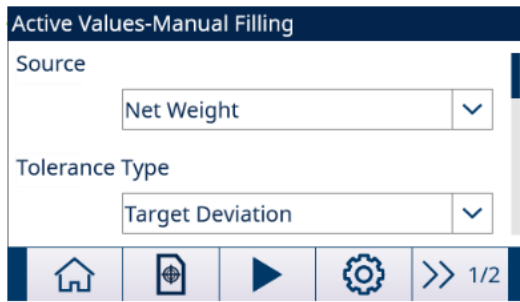 Active Values-Manual Filling
Source
Net Weight
Tolerance Type
Target Deviation
1/2